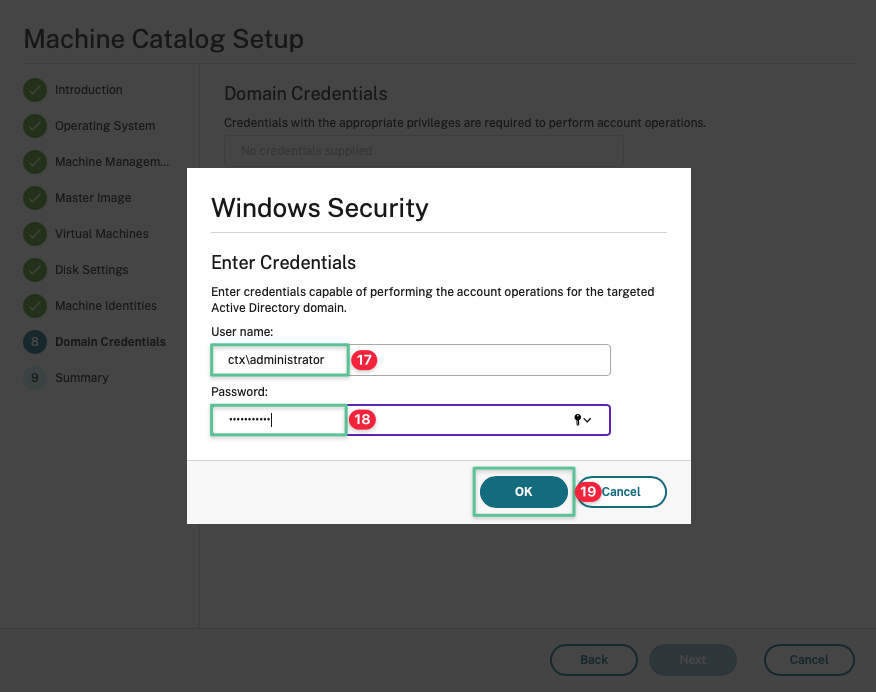 Machine Catalog Setup
Introduction
Operating System
Machine Managem...
Master Image
Virtual Machines
Disk Settings
Machine Identities
8 Domain Credentials
9 Summary
Domain Credentials
Credentials with the appropriate privileges are required to perform account operations.
No credentials supplied
Windows Security
Enter Credentials
Enter credentials capable of performing the account operations for the targeted
Active Directory domain.
User name:
ctx\administrator 17
Password:
••••••••••• 18
OK 19 Cancel
Back Next Cancel